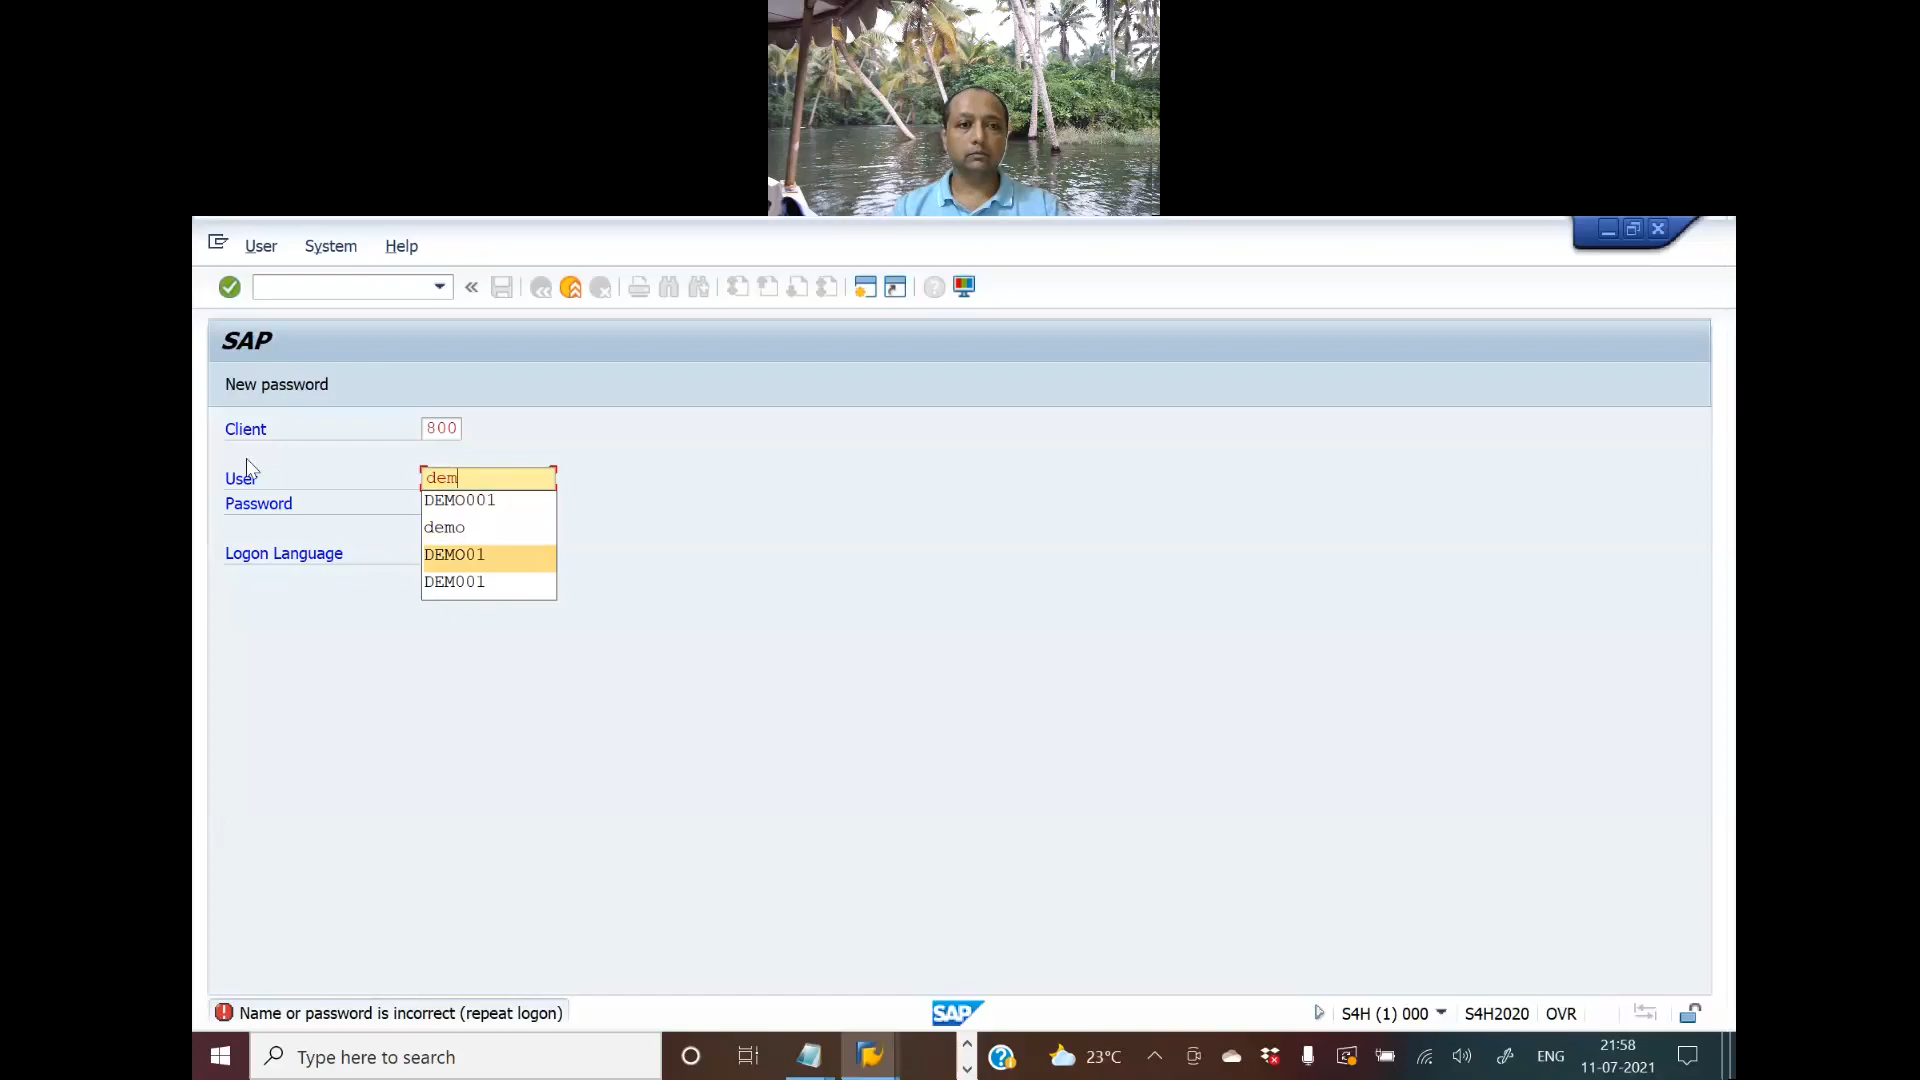 User System Help
SAP
New password
Client 800
User dem
DEMO001
Password
demo
Logon Language
DEMO01
DEM001
Name or password is incorrect (repeat logon)
SAP
S4H (1) 000 S4H2020 OVR
Type here to search
23°C
ENG
21:58
11-07-2021